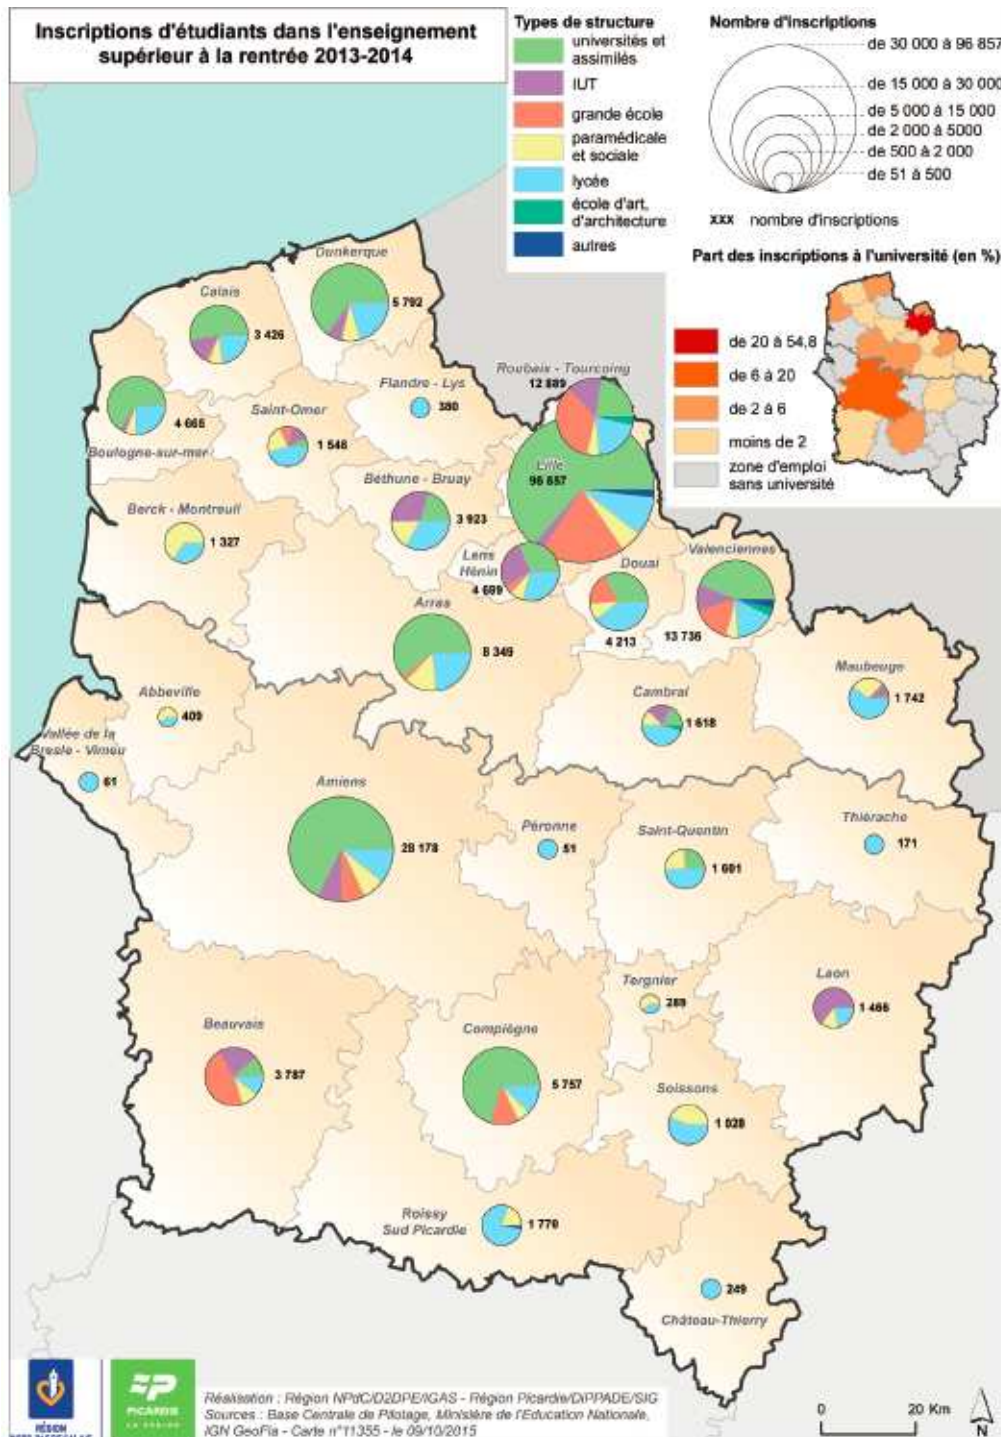 Inscriptions d'étudiants dans l'enseignement
supérieur à la rentrée 2013-2014
Types de structure
universités et
assimilés
IUT
grande école
paramédicale
et sociale
lycée
école d'art,
d'architecture
autres
Nombre d'inscriptions
de 30 000 à 96 857
de 15 000 à 30 000
de 5 000 à 15 000
de 2 000 à 5000
de 500 à 2 000
de 51 à 500
xxx nombre d'inscriptions
Part des inscriptions à l'université (en %)
de 20 à 54,8
de 6 à 20
de 2 à 6
moins de 2
zone d'emploi
sans université
Dunkerque
5 792
Calais
3 426
Flandre - Lys
380
Roubaix - Tourcoing
12 889
Boulogne-sur-mer
4 665
Saint-Omer
1 546
Lille
96 857
Béthune - Bruay
3 923
Berck - Montreuil
1 327
Lens
Hénin
4 699
Douai
4 213
Valenciennes
13 736
Arras
8 349
Maubeuge
1 742
Cambrai
1 618
Abbeville
409
Vallée de la
Bresle - Vimeu
61
Amiens
28 178
Péronne
51
Saint-Quentin
1 601
Thiérache
171
Tergnier
289
Laon
1 466
Beauvais
3 787
Compiègne
5 757
Soissons
1 028
Roissy
Sud Picardie
1 770
249
Château-Thierry
RÉGION
PICARDIE
LA RÉGION
Réalisation : Région NPdC/D2DPE/IGAS - Région Picardie/DIPPADE/SIG
Sources : Base Centrale de Pilotage, Ministère de l'Education Nationale,
IGN GeoFla - Carte n°11355 - le 09/10/2015
0 20 Km
N